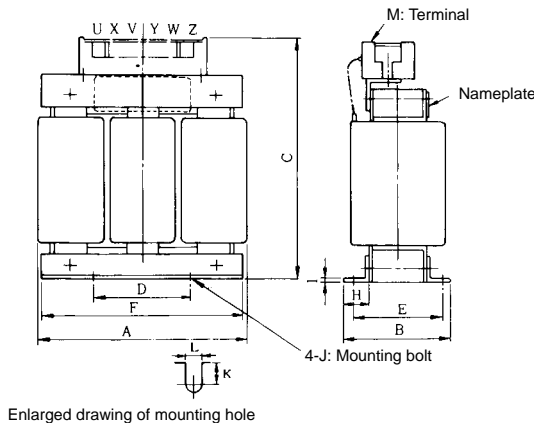 M: Terminal
U X V Y W Z
Nameplate
C
D
F
A
I
H
E
B
4-J: Mounting bolt
L
K
Enlarged drawing of mounting hole